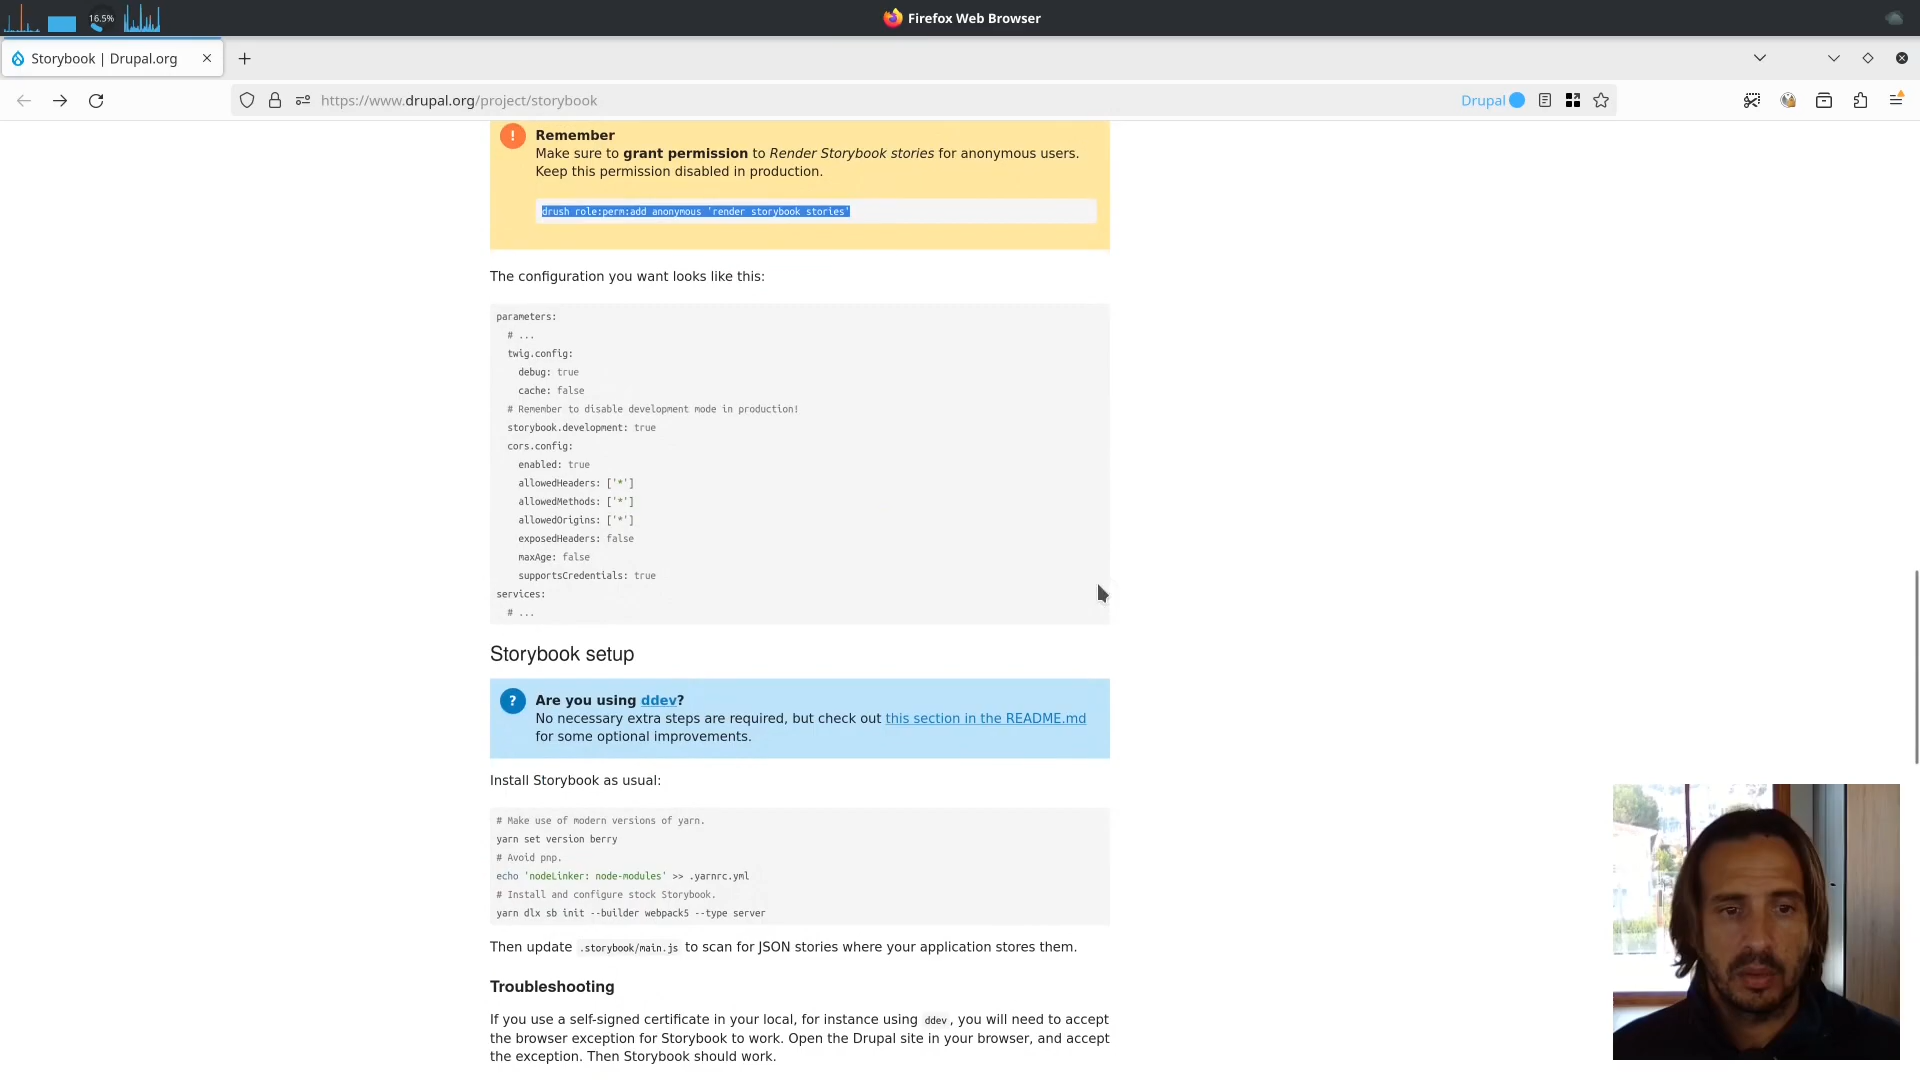 16.5%
Firefox Web Browser
Storybook | Drupal.org
https://www.drupal.org/project/storybook
Drupal
Remember
Make sure to grant permission to Render Storybook stories for anonymous users.
Keep this permission disabled in production.
drush role:perm:add anonymous 'render storybook stories'
The configuration you want looks like this:
parameters:
# ...
twig.config:
debug: true
cache: false
# Remember to disable development mode in production!
storybook.development: true
cors.config:
enabled: true
allowedHeaders: ['*']
allowedMethods: ['*']
allowedOrigins: ['*']
exposedHeaders: false
maxAge: false
supportsCredentials: true
services:
# ...
Storybook setup
Are you using ddev?
No necessary extra steps are required, but check out this section in the README.md
for some optional improvements.
Install Storybook as usual:
# Make use of modern versions of yarn.
yarn set version berry
# Avoid pnp.
echo 'nodeLinker: node-modules' >> .yarnrc.yml
# Install and configure stock Storybook.
yarn dlx sb init --builder webpack5 --type server
Then update .storybook/main.js to scan for JSON stories where your application stores them.
Troubleshooting
If you use a self-signed certificate in your local, for instance using ddev, you will need to accept
the browser exception for Storybook to work. Open the Drupal site in your browser, and accept
the exception. Then Storybook should work.